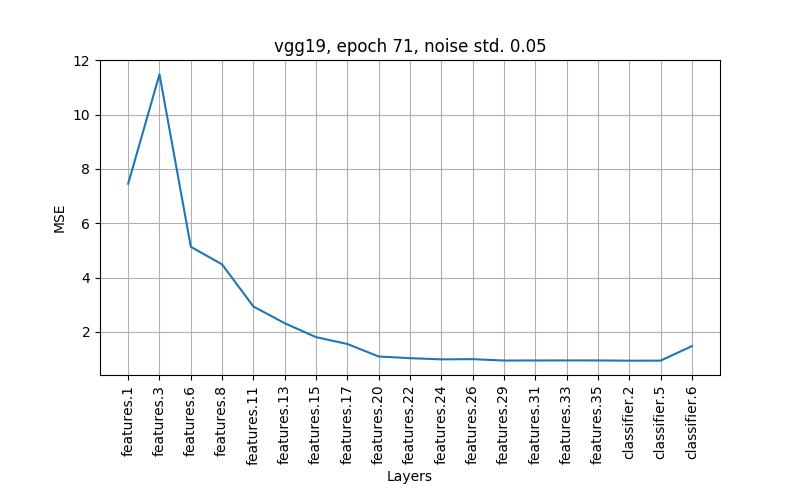 vgg19, epoch 71, noise std. 0.05
12
10
8
6
4
2
MSE
features.1
features.3
features.6
features.8
features.11
features.13
features.15
features.17
features.20
features.22
features.24
features.26
features.29
features.31
features.33
features.35
classifier.2
classifier.5
classifier.6
Layers